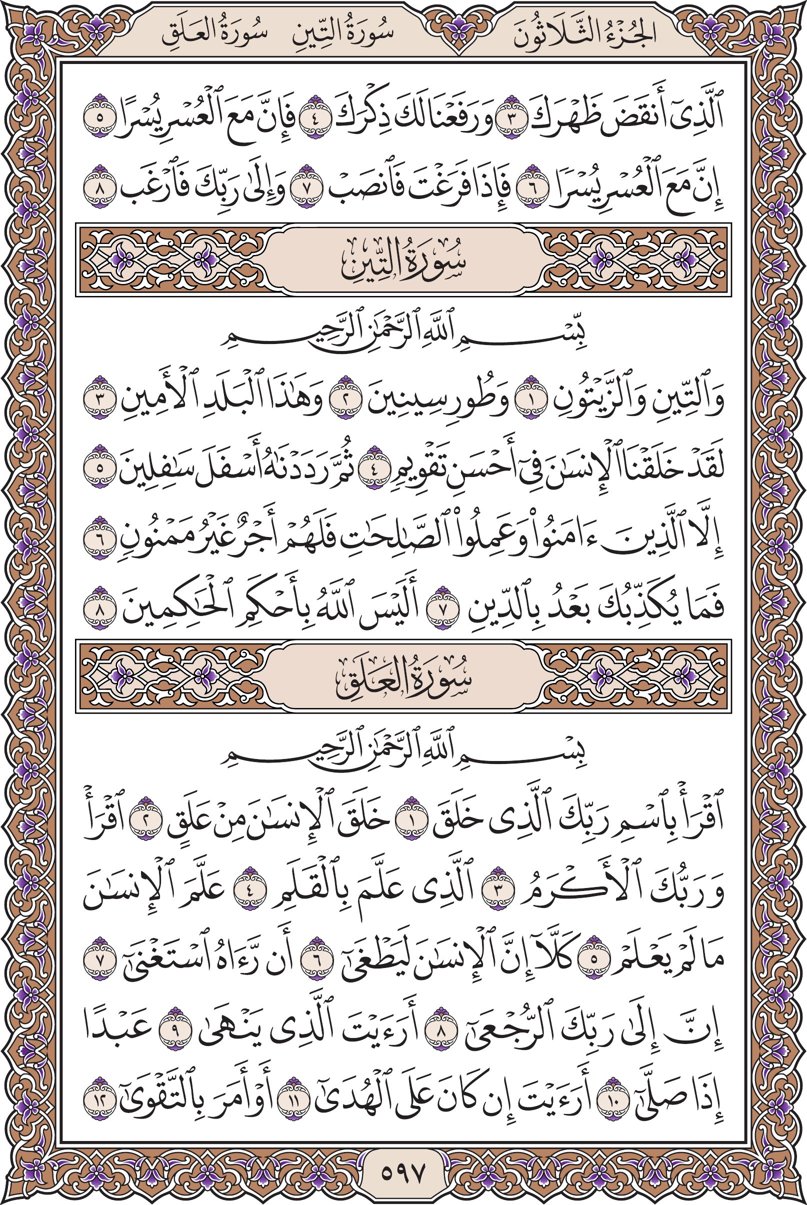 الجُزْءُ الثَّلَاثُونَ سُورَةُ التِّينِ سُورَةُ العَلَقِ
ٱلَّذِيٓ أَنقَضَ ظَهْرَكَ ٣ وَرَفَعْنَا لَكَ ذِكْرَكَ ٤ فَإِنَّ مَعَ ٱلْعُسْرِ يُسْرًا ٥
إِنَّ مَعَ ٱلْعُسْرِ يُسْرًا ٦ فَإِذَا فَرَغْتَ فَٱنصَبْ ٧ وَإِلَىٰ رَبِّكَ فَٱرْغَب ٨
سُورَةُ التِّينِ
بِّسْمِ ٱللَّهِ ٱلرَّحْمَٰنِ ٱلرَّحِيمِ
وَٱلتِّينِ وَٱلزَّيْتُونِ ١ وَطُورِ سِينِينَ ٢ وَهَٰذَا ٱلْبَلَدِ ٱلْأَمِينِ ٣
لَقَدْ خَلَقْنَا ٱلْإِنسَٰنَ فِيٓ أَحْسَنِ تَقْوِيمٍ ٤ ثُمَّ رَدَدْنَٰهُ أَسْفَلَ سَٰفِلِينَ ٥
إِلَّا ٱلَّذِينَ ءَامَنُوا۟ وَعَمِلُوا۟ ٱلصَّٰلِحَٰتِ فَلَهُمْ أَجْرٌ غَيْرُ مَمْنُونٍ ٦
فَمَا يُكَذِّبُكَ بَعْدُ بِٱلدِّينِ ٧ أَلَيْسَ ٱللَّهُ بِأَحْكَمِ ٱلْحَٰكِمِينَ ٨
سُورَةُ العَلَقِ
بِسْمِ ٱللَّهِ ٱلرَّحْمَٰنِ ٱلرَّحِيمِ
ٱقْرَأْ بِٱسْمِ رَبِّكَ ٱلَّذِي خَلَقَ ١ خَلَقَ ٱلْإِنسَٰنَ مِنْ عَلَقٍ ٢ ٱقْرَأْ
وَرَبُّكَ ٱلْأَكْرَمُ ٣ ٱلَّذِي عَلَّمَ بِٱلْقَلَمِ ٤ عَلَّمَ ٱلْإِنسَٰنَ
مَا لَمْ يَعْلَمْ ٥ كَلَّآ إِنَّ ٱلْإِنسَٰنَ لَيَطْغَىٰٓ ٦ أَن رَّءَاهُ ٱسْتَغْنَىٰٓ ٧
إِنَّ إِلَىٰ رَبِّكَ ٱلرُّجْعَىٰٓ ٨ أَرَءَيْتَ ٱلَّذِي يَنْهَىٰ ٩ عَبْدًا
إِذَا صَلَّىٰٓ ١٠ أَرَءَيْتَ إِن كَانَ عَلَى ٱلْهُدَىٰٓ ١١ أَوْ أَمَرَ بِٱلتَّقْوَىٰٓ ١٢
٥٩٧